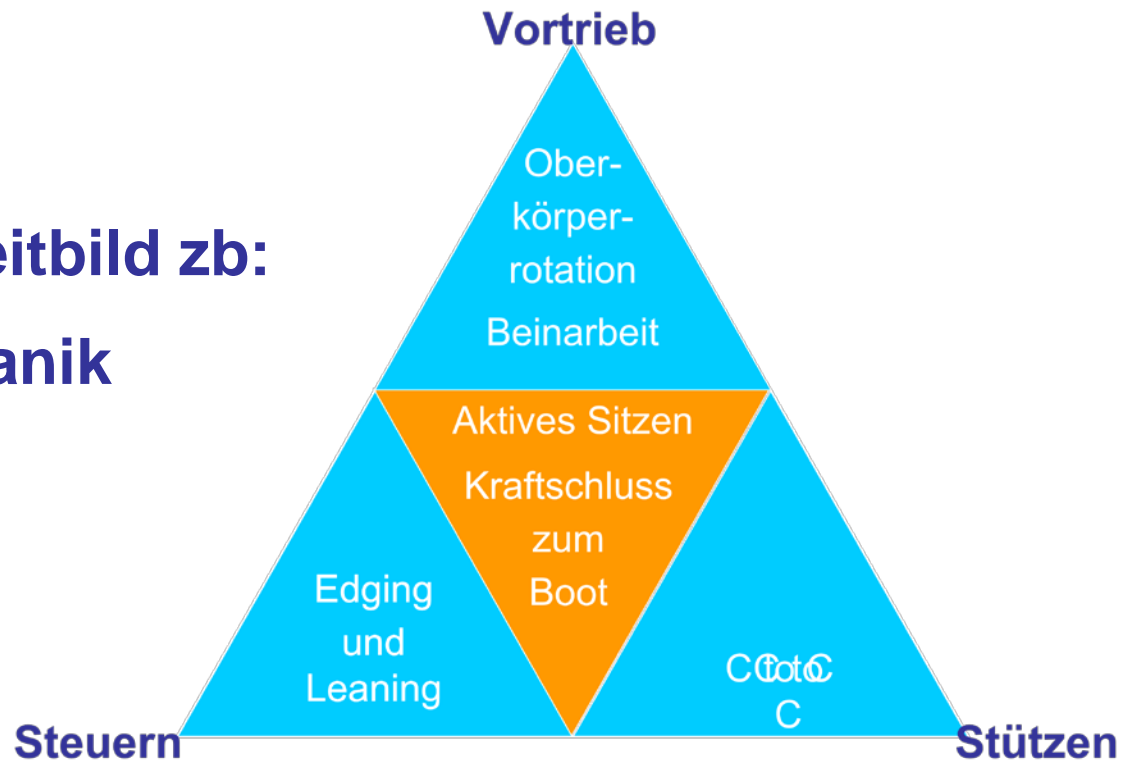 Vortrieb
Ober-
körper-
rotation
Beinarbeit
eitbild zb:
anik
Aktives Sitzen
Kraftschluss
zum
Boot
Edging
und
Leaning
C
Steuern
Stützen